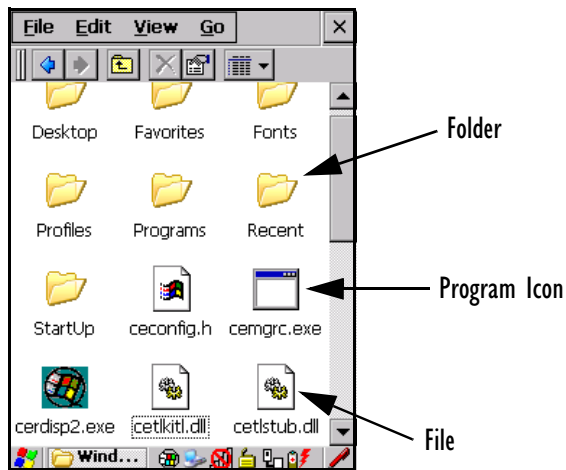 File Edit View Go
Desktop Favorites Fonts
Folder
Profiles Programs Recent
Program Icon
StartUp ceconfig.h cemgrc.exe
cerdisp2.exe cetlkitl.dll cetlstub.dll
File
Wind...